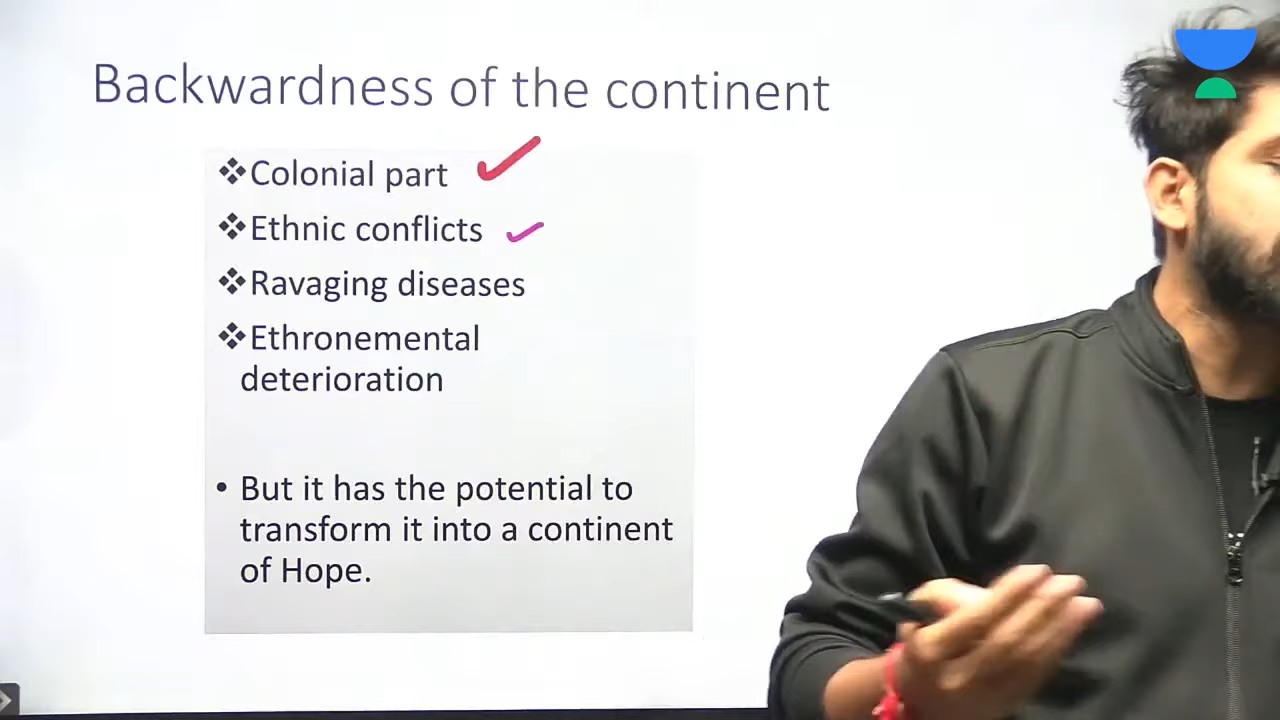 Backwardness of the continent
❖Colonial part
❖Ethnic conflicts
❖Ravaging diseases
❖Ethronemental
deterioration
• But it has the potential to
transform it into a continent
of Hope.